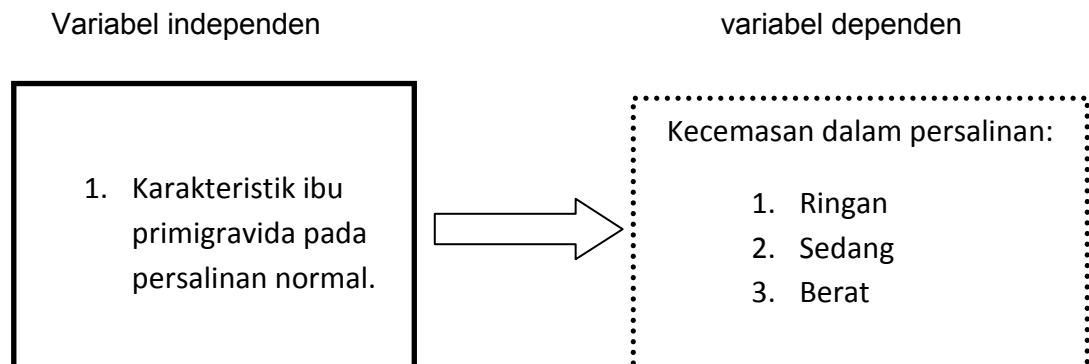 Variabel independen
variabel dependen
1. Karakteristik ibu
primigravida pada
persalinan normal.
Kecemasan dalam persalinan:
1. Ringan
2. Sedang
3. Berat